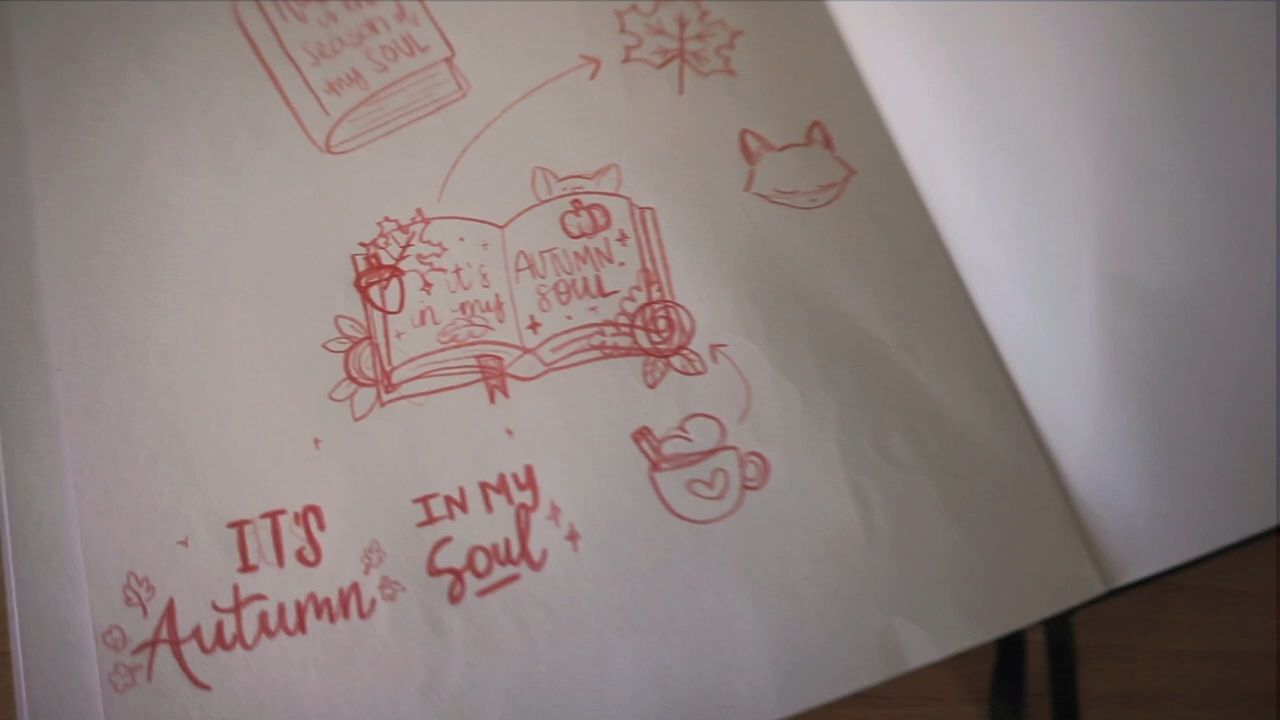 season of
my SOUL
it's
in my
AUTUMN
SOUL
IT'S
Autumn
IN MY
Soul